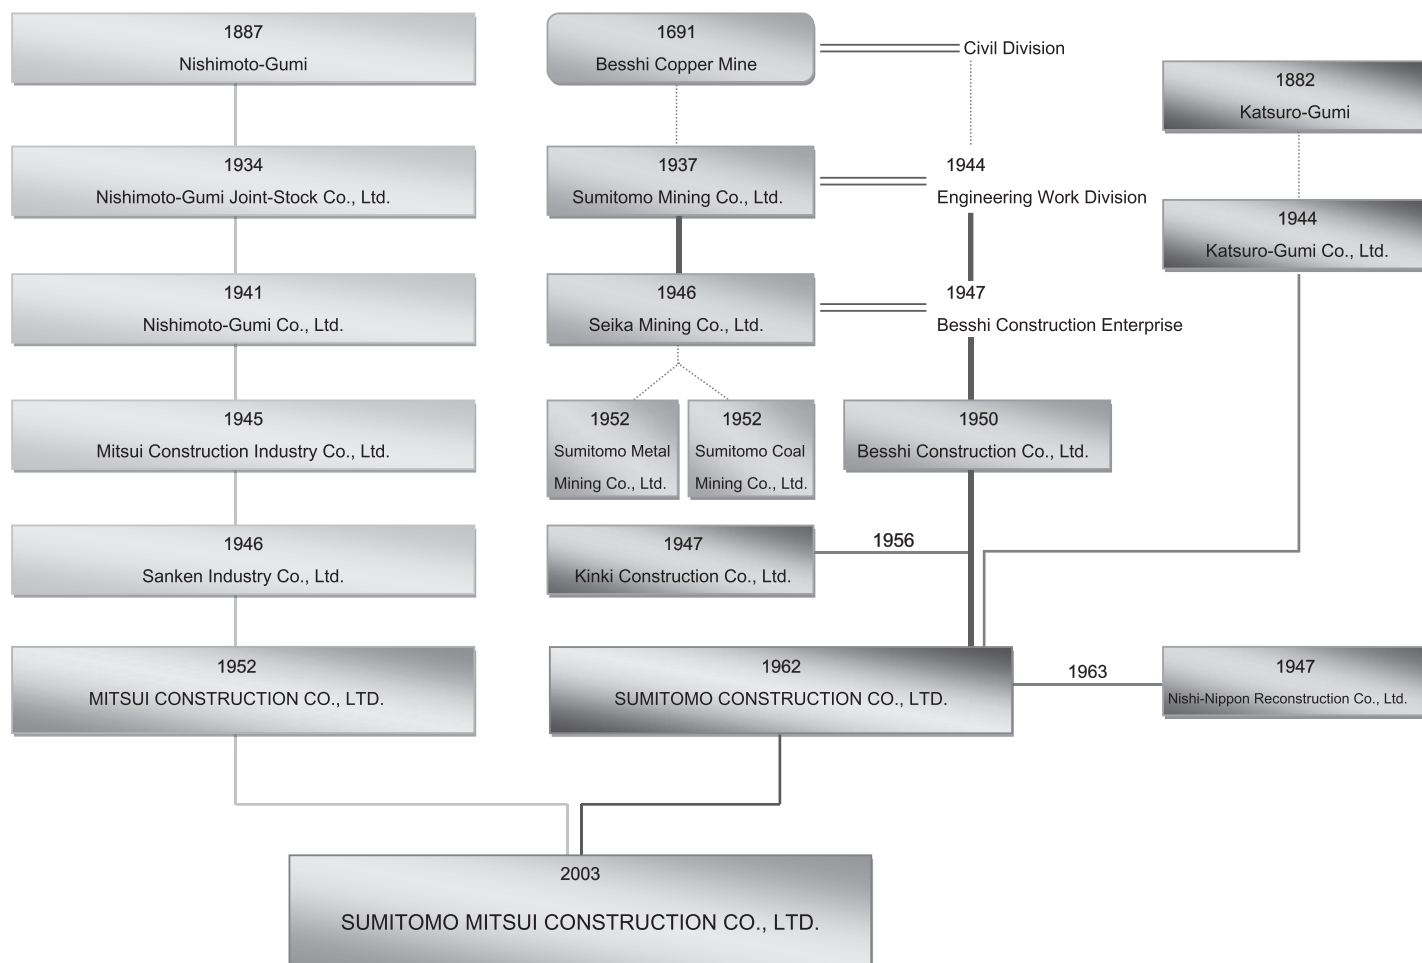 1887
Nishimoto-Gumi
1691
Besshi Copper Mine
Civil Division
1882
Katsuro-Gumi
1934
Nishimoto-Gumi Joint-Stock Co., Ltd.
1937
Sumitomo Mining Co., Ltd.
1944
Engineering Work Division
1944
Katsuro-Gumi Co., Ltd.
1941
Nishimoto-Gumi Co., Ltd.
1946
Seika Mining Co., Ltd.
1947
Besshi Construction Enterprise
1945
Mitsui Construction Industry Co., Ltd.
1952
Sumitomo Metal
Mining Co., Ltd.
1952
Sumitomo Coal
Mining Co., Ltd.
1950
Besshi Construction Co., Ltd.
1946
Sanken Industry Co., Ltd.
1947
Kinki Construction Co., Ltd.
1956
1952
MITSUI CONSTRUCTION CO., LTD.
1962
SUMITOMO CONSTRUCTION CO., LTD.
1963
1947
Nishi-Nippon Reconstruction Co., Ltd.
2003
SUMITOMO MITSUI CONSTRUCTION CO., LTD.